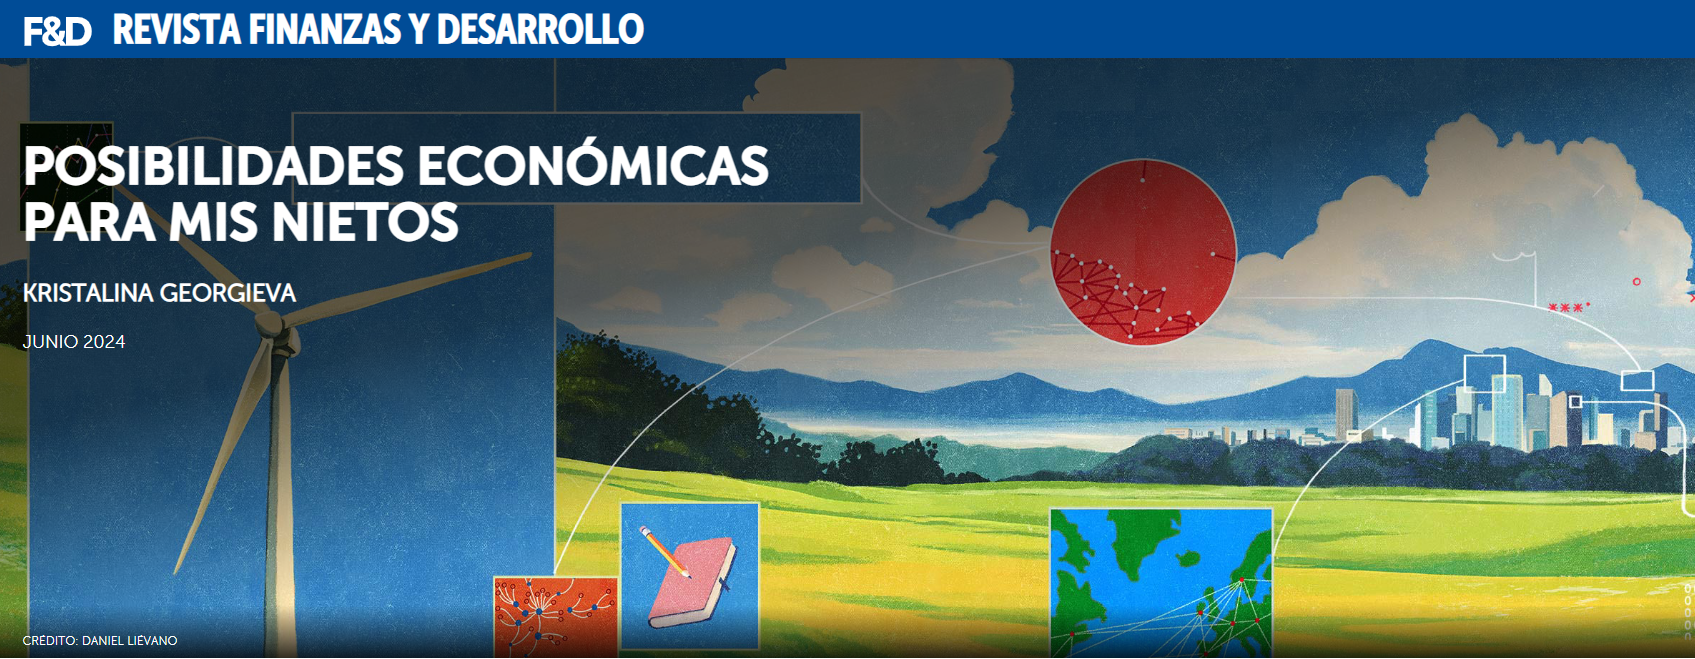 F&D REVISTA FINANZAS Y DESARROLLO
POSIBILIDADES ECONÓMICAS
PARA MIS NIETOS
KRISTALINA GEORGIEVA
JUNIO 2024
CRÉDITO: DANIEL LIÉVANO